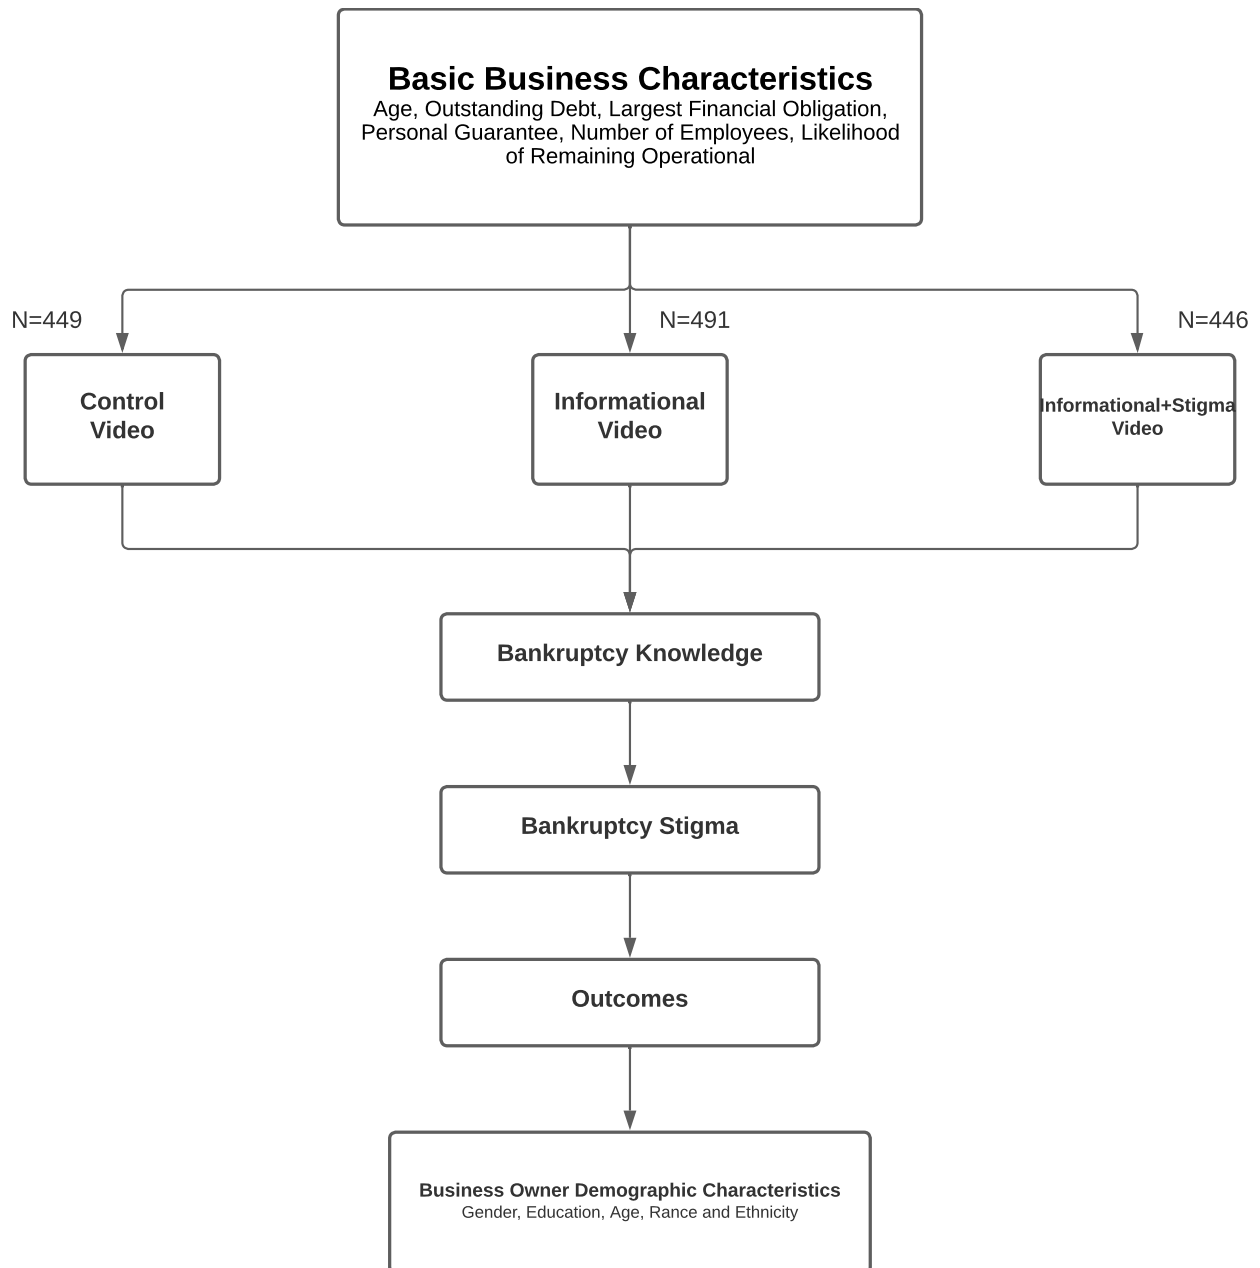 Basic Business Characteristics
Age, Outstanding Debt, Largest Financial Obligation,
Personal Guarantee, Number of Employees, Likelihood
of Remaining Operational
N=449
N=491
N=446
Control
Video
Informational
Video
Informational+Stigma
Video
Bankruptcy Knowledge
Bankruptcy Stigma
Outcomes
Business Owner Demographic Characteristics
Gender, Education, Age, Rance and Ethnicity